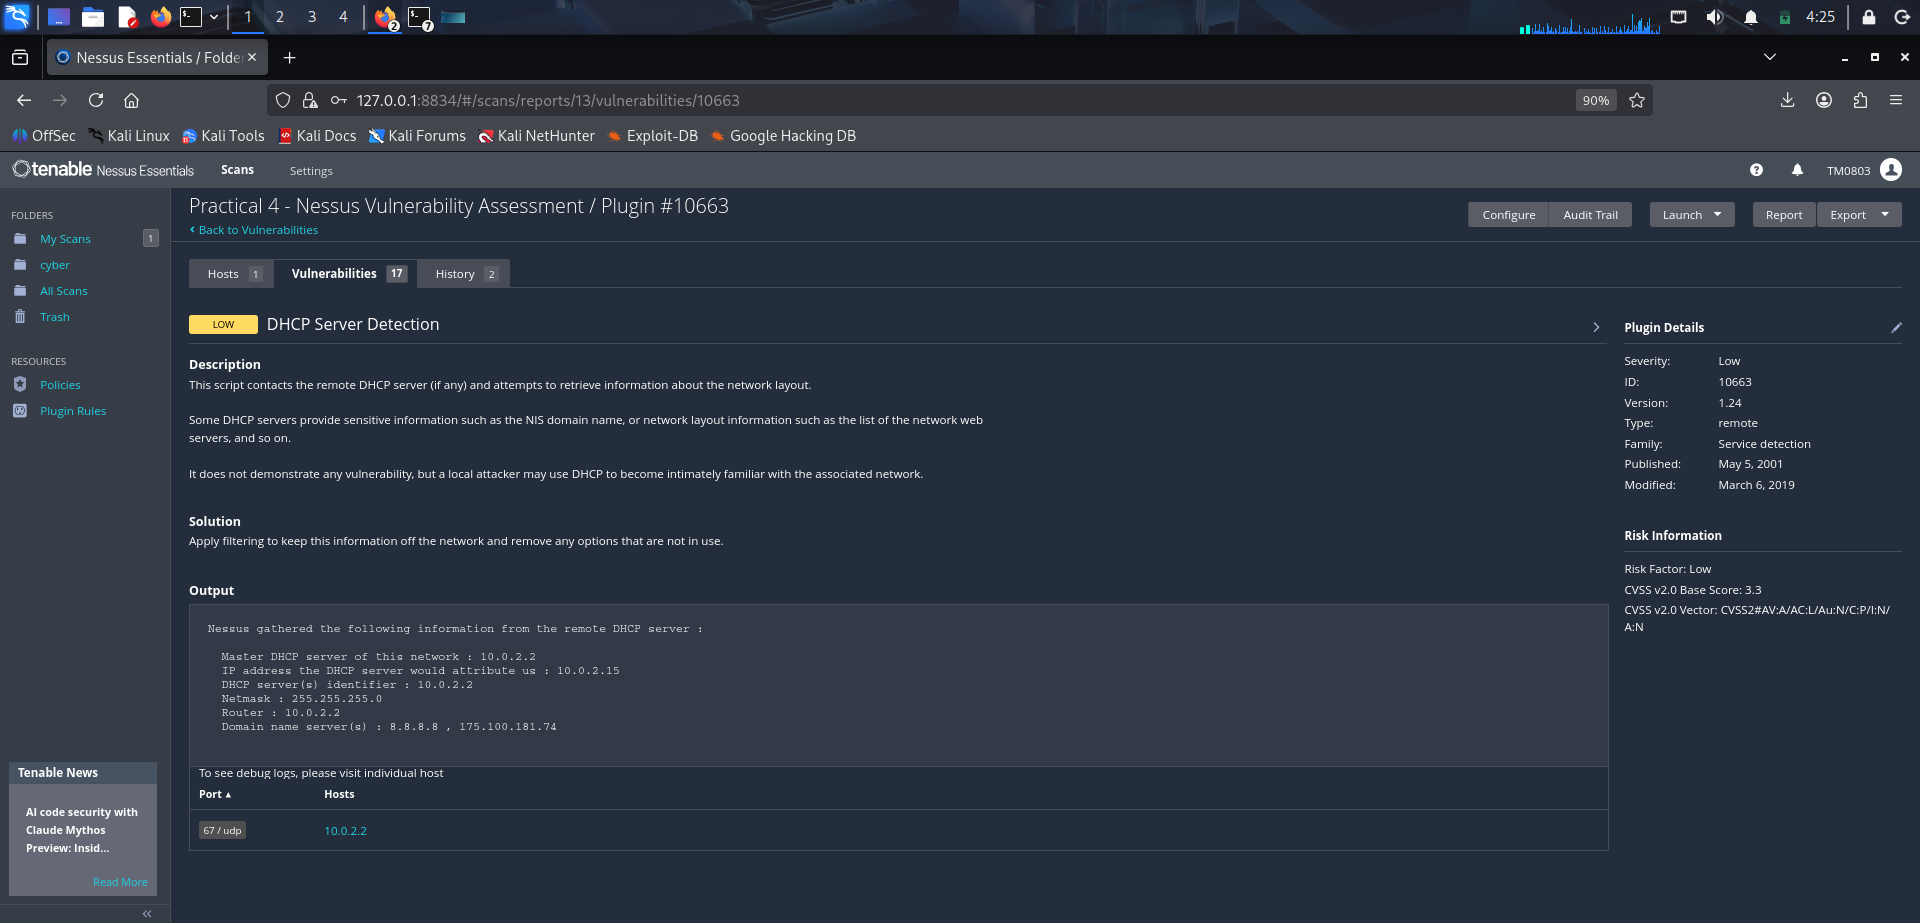 1 2 3 4 2 7 4:25
Nessus Essentials / Folde
127.0.0.1:8834/#/scans/reports/13/vulnerabilities/10663 90%
OffSec Kali Linux Kali Tools Kali Docs Kali Forums Kali NetHunter Exploit-DB Google Hacking DB
tenable Nessus Essentials Scans Settings TM0803
FOLDERS
My Scans 1
cyber
All Scans
Trash
RESOURCES
Policies
Plugin Rules
Tenable News
AI code security with
Claude Mythos
Preview: Insid...
Read More
Practical 4 - Nessus Vulnerability Assessment / Plugin #10663
Back to Vulnerabilities
Configure Audit Trail Launch Report Export
Hosts 1 Vulnerabilities 17 History 2
LOW DHCP Server Detection
Description
This script contacts the remote DHCP server (if any) and attempts to retrieve information about the network layout.
Some DHCP servers provide sensitive information such as the NIS domain name, or network layout information such as the list of the network web
servers, and so on.
It does not demonstrate any vulnerability, but a local attacker may use DHCP to become intimately familiar with the associated network.
Solution
Apply filtering to keep this information off the network and remove any options that are not in use.
Output
Nessus gathered the following information from the remote DHCP server :
Master DHCP server of this network : 10.0.2.2
IP address the DHCP server would attribute us : 10.0.2.15
DHCP server(s) identifier : 10.0.2.2
Netmask : 255.255.255.0
Router : 10.0.2.2
Domain name server(s) : 8.8.8.8 , 175.100.181.74
To see debug logs, please visit individual host
Port Hosts
67 / udp 10.0.2.2
Plugin Details
Severity: Low
ID: 10663
Version: 1.24
Type: remote
Family: Service detection
Published: May 5, 2001
Modified: March 6, 2019
Risk Information
Risk Factor: Low
CVSS v2.0 Base Score: 3.3
CVSS v2.0 Vector: CVSS2#AV:A/AC:L/Au:N/C:P/I:N/
A:N